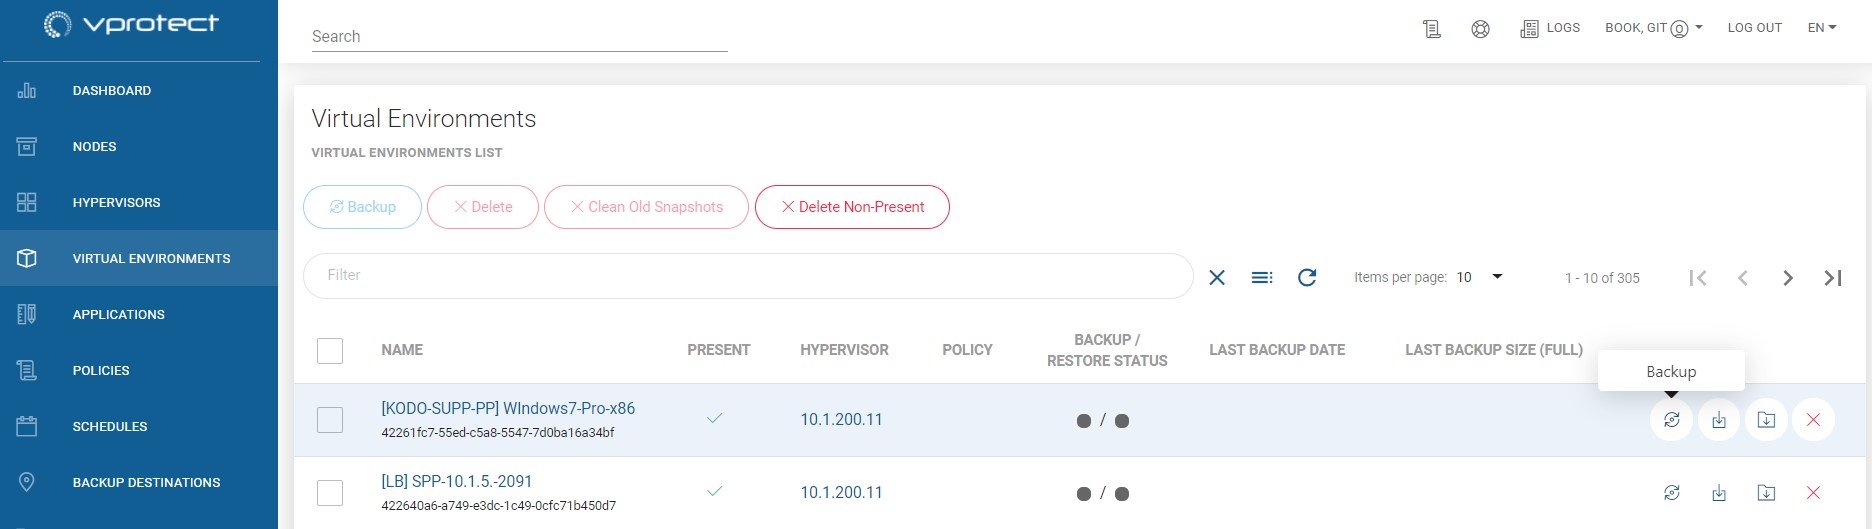 vprotect
Search
LOGS
BOOK, GIT
LOG OUT
EN
DASHBOARD
NODES
HYPERVISORS
VIRTUAL ENVIRONMENTS
APPLICATIONS
POLICIES
SCHEDULES
BACKUP DESTINATIONS
Virtual Environments
VIRTUAL ENVIRONMENTS LIST
Backup
Delete
Clean Old Snapshots
Delete Non-Present
Filter
Items per page: 10
1 - 10 of 305
NAME
PRESENT
HYPERVISOR
POLICY
BACKUP /
RESTORE STATUS
LAST BACKUP DATE
LAST BACKUP SIZE (FULL)
Backup
[KODO-SUPP-PP] WIndows7-Pro-x86
42261fc7-55ed-c5a8-5547-7d0ba16a34bf
10.1.200.11
/
[LB] SPP-10.1.5.-2091
422640a6-a749-e3dc-1c49-0cfc71b450d7
10.1.200.11
/